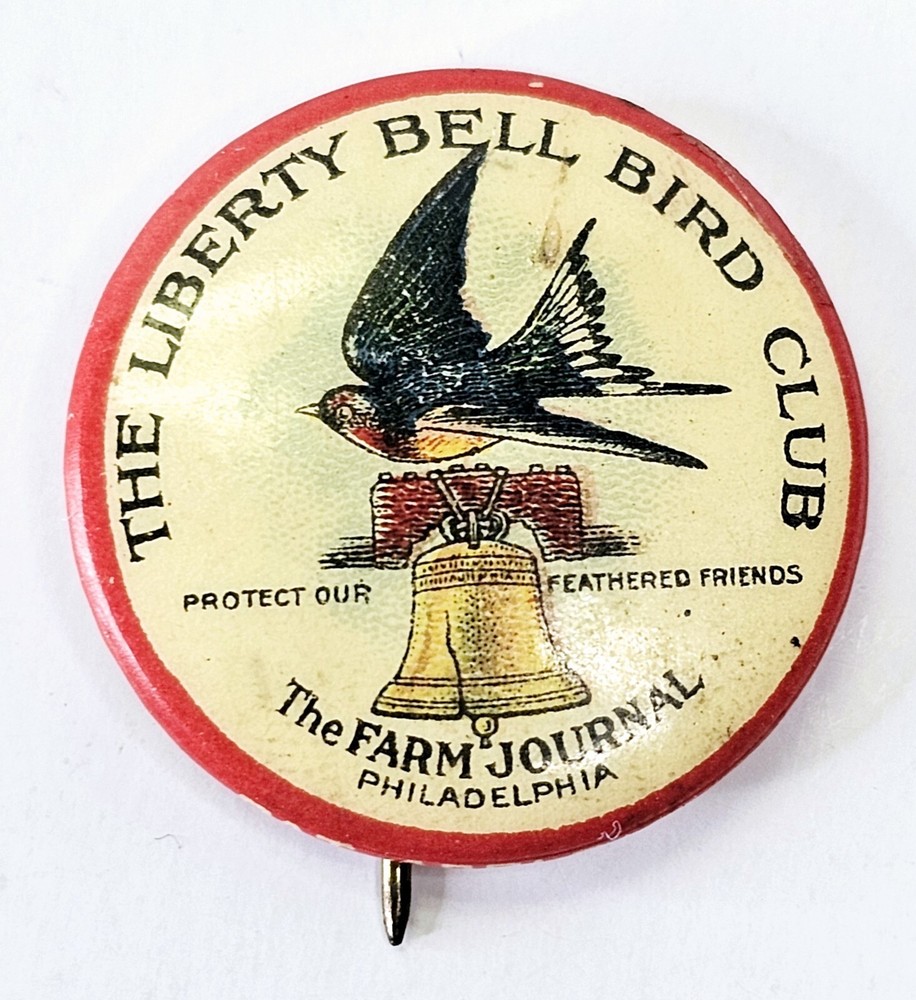 THE LIBERTY BELL BIRD CLUB
PROTECT OUR FEATHERED FRIENDS
The FARM JOURNAL
PHILADELPHIA